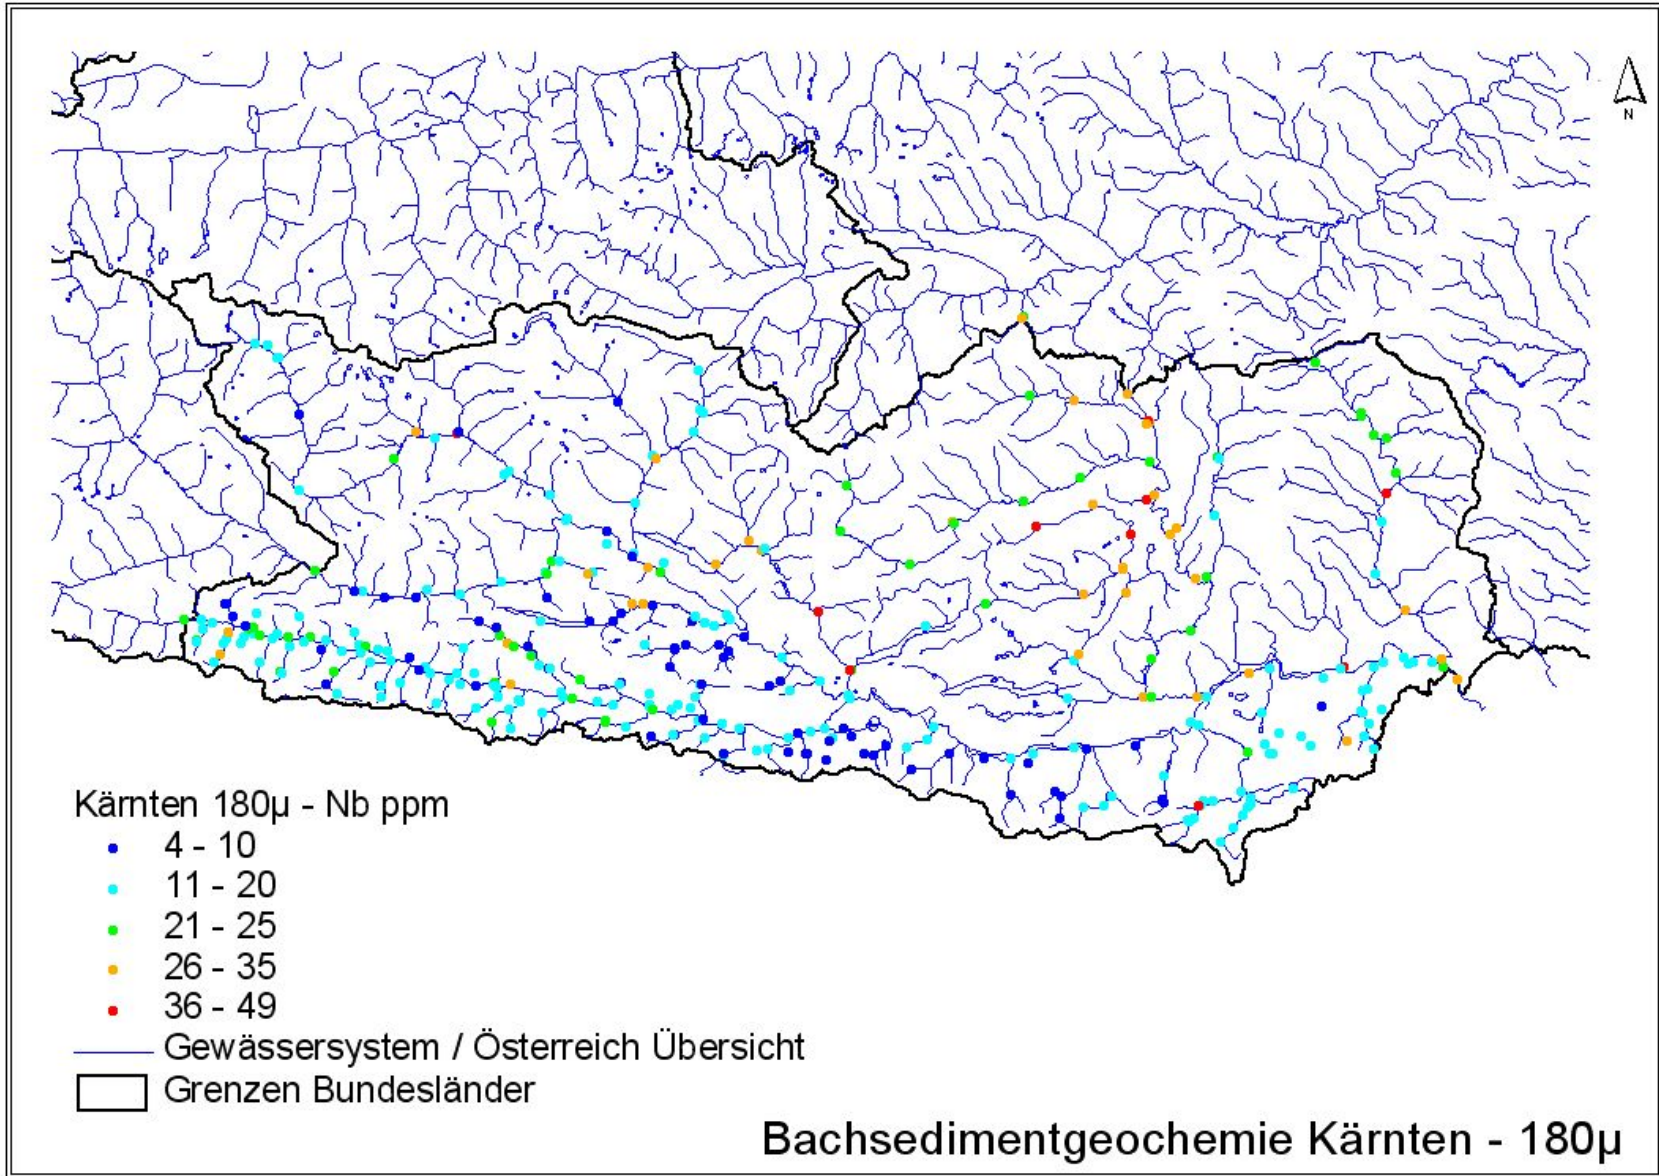 N
Kärnten 180µ - Nb ppm
4 - 10
11 - 20
21 - 25
26 - 35
36 - 49
Gewässersystem / Österreich Übersicht
Grenzen Bundesländer
Bachsedimentgeochemie Kärnten - 180µ